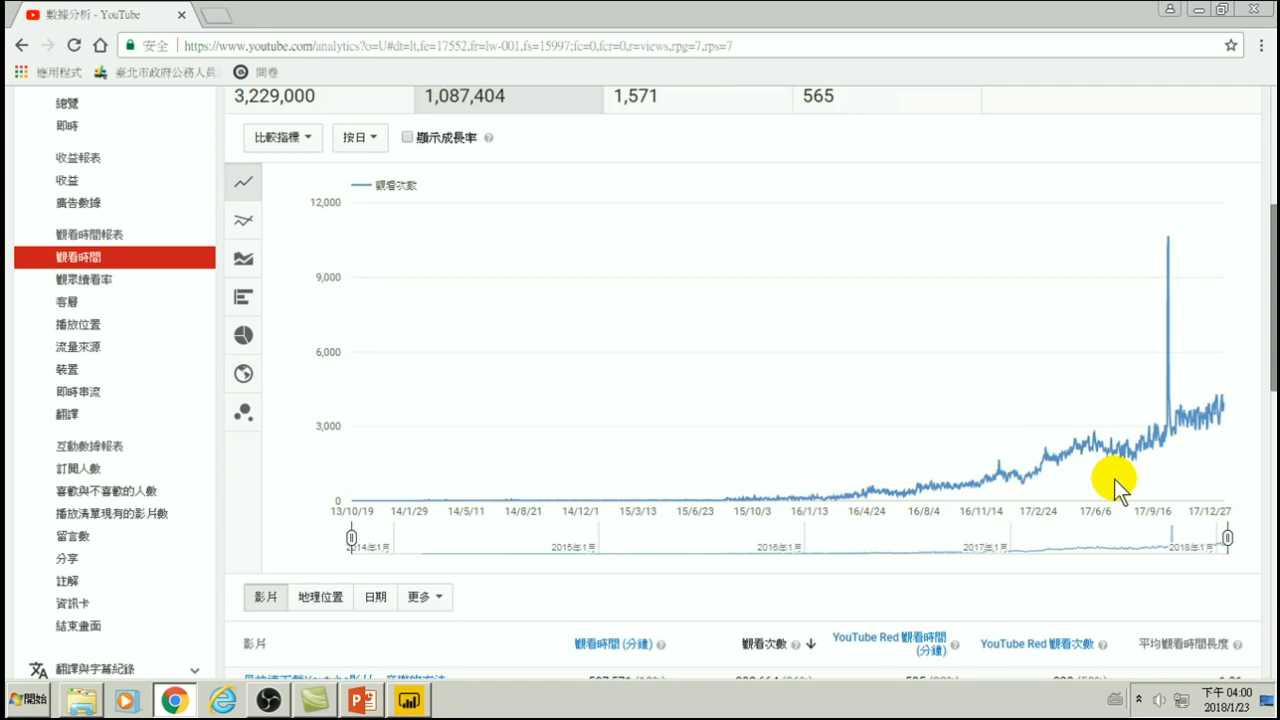 數據分析 - YouTube
安全 https://www.youtube.com/analytics?o=U#dt=lt,fe=17552,fr=lw-001,fs=15997;fc=0,fcr=0,r=views,rpg=7,rps=7
應用程式 臺北市政府公務人員 問卷
3,229,000 1,087,404 1,571 565
比較指標 按日 顯示成長率
觀看次數
12,000
9,000
6,000
3,000
0
13/10/19 14/1/29 14/5/11 14/8/21 14/12/1 15/3/13 15/6/23 15/10/3 16/1/13 16/4/24 16/8/4 16/11/14 17/2/24 17/6/6 17/9/16 17/12/27
2014年1月 2015年1月 2016年1月 2017年1月 2018年1月
影片 地理位置 日期 更多
影片 觀看時間 (分鐘) 觀看次數 YouTube Red 觀看時間 (分鐘) YouTube Red 觀看次數 平均觀看時間長度
總覽
即時
收益報表
收益
廣告數據
觀看時間報表
觀看時間
觀眾續看率
客層
播放位置
流量來源
裝置
即時串流
翻譯
互動數據報表
訂閱人數
喜歡與不喜歡的人數
播放清單現有的影片數
留言數
分享
註解
資訊卡
結束畫面
翻譯與字幕紀錄
開始
下午 04:00
2018/1/23